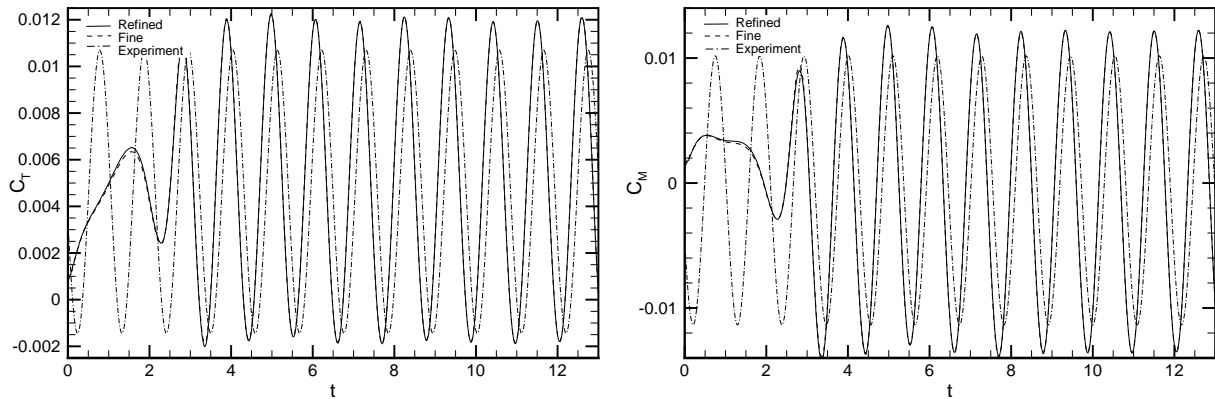 Refined
Fine
Experiment
0.012
0.01
0.008
0.006
0.004
0.002
0
-0.002
C_T
0 2 4 6 8 10 12
t
Refined
Fine
Experiment
0.01
0
-0.01
C_M
0 2 4 6 8 10 12
t